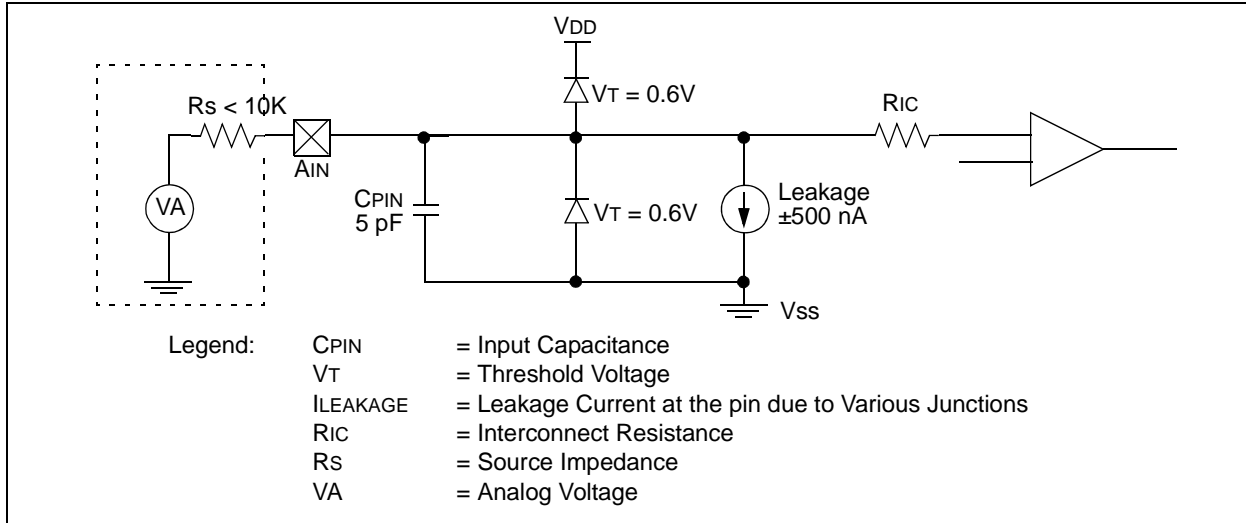 VDD
VT = 0.6V
RS < 10K
RIC
AIN
VA
CPIN
5 pF
VT = 0.6V
Leakage
±500 nA
VSS
Legend:
CPIN = Input Capacitance
VT = Threshold Voltage
ILEAKAGE = Leakage Current at the pin due to Various Junctions
RIC = Interconnect Resistance
RS = Source Impedance
VA = Analog Voltage